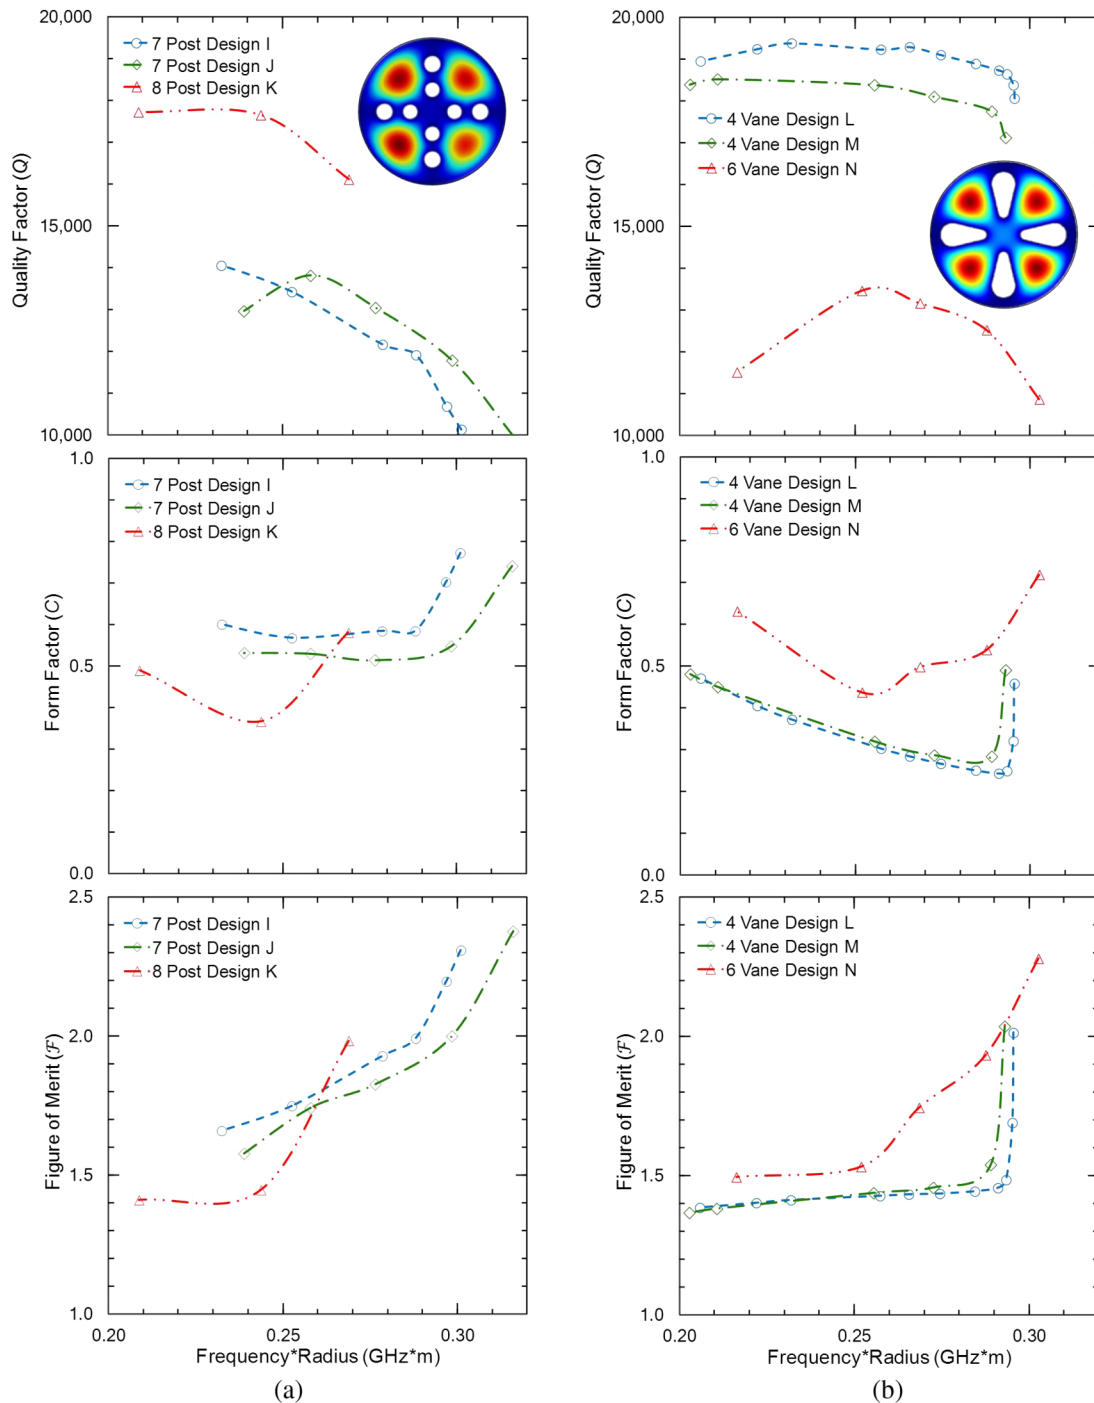 20,000
7 Post Design I
7 Post Design J
8 Post Design K
15,000
10,000
Quality Factor (Q)
1.0
7 Post Design I
7 Post Design J
8 Post Design K
0.5
0.0
Form Factor (C)
2.5
7 Post Design I
7 Post Design J
8 Post Design K
2.0
1.5
1.0
Figure of Merit (ℱ)
0.20
0.25
0.30
Frequency*Radius (GHz*m)
(a)
20,000
4 Vane Design L
4 Vane Design M
6 Vane Design N
15,000
10,000
Quality Factor (Q)
1.0
4 Vane Design L
4 Vane Design M
6 Vane Design N
0.5
0.0
Form Factor (C)
2.5
4 Vane Design L
4 Vane Design M
6 Vane Design N
2.0
1.5
1.0
Figure of Merit (ℱ)
0.20
0.25
0.30
Frequency*Radius (GHz*m)
(b)